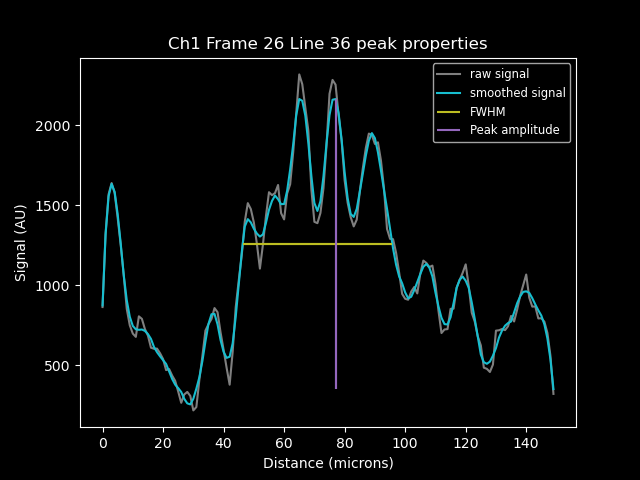 Ch1 Frame 26 Line 36 peak properties
raw signal
smoothed signal
FWHM
Peak amplitude
Signal (AU)
2000
1500
1000
500
0 20 40 60 80 100 120 140
Distance (microns)